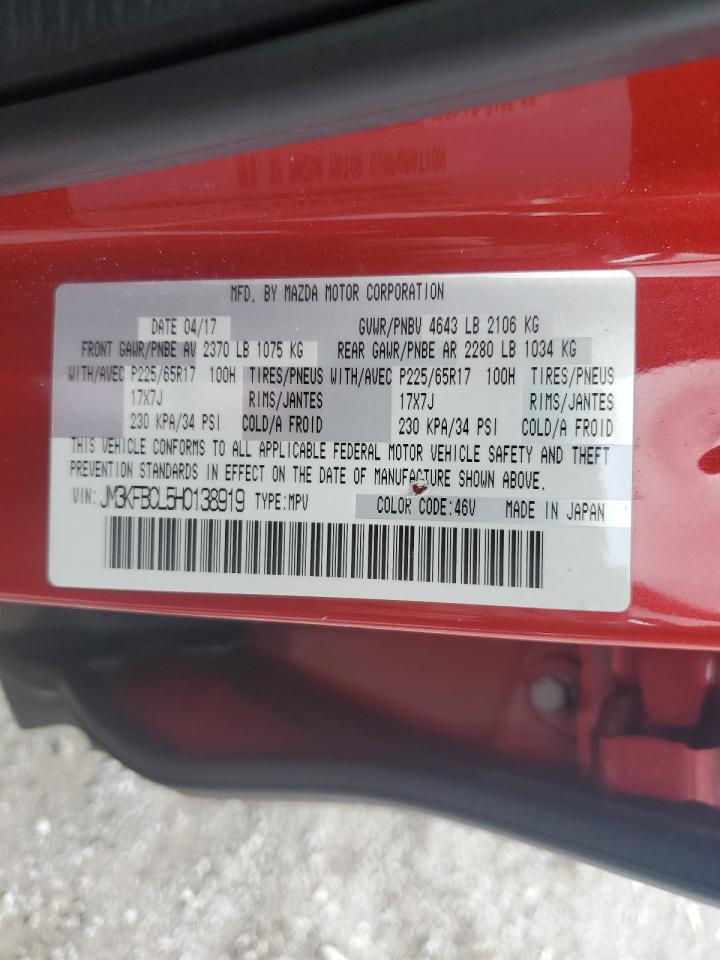 MFD. BY MAZDA MOTOR CORPORATION
DATE 04/17 GVWR/PNBV 4643 LB 2106 KG
FRONT GAWR/PNBE AV 2370 LB 1075 KG REAR GAWR/PNBE AR 2280 LB 1034 KG
WITH/AVEC P225/65R17 100H TIRES/PNEUS WITH/AVEC P225/65R17 100H TIRES/PNEUS
17X7J RIMS/JANTES 17X7J RIMS/JANTES
230 KPA/34 PSI COLD/A FROID 230 KPA/34 PSI COLD/A FROID
THIS VEHICLE CONFORMS TO ALL APPLICABLE FEDERAL MOTOR VEHICLE SAFETY AND THEFT
PREVENTION STANDARDS IN EFFECT ON THE DATE OF MANUFACTURE SHOWN ABOVE.
VIN: JM3KFBCL5H0138919 TYPE:MPV COLOR CODE:46V MADE IN JAPAN